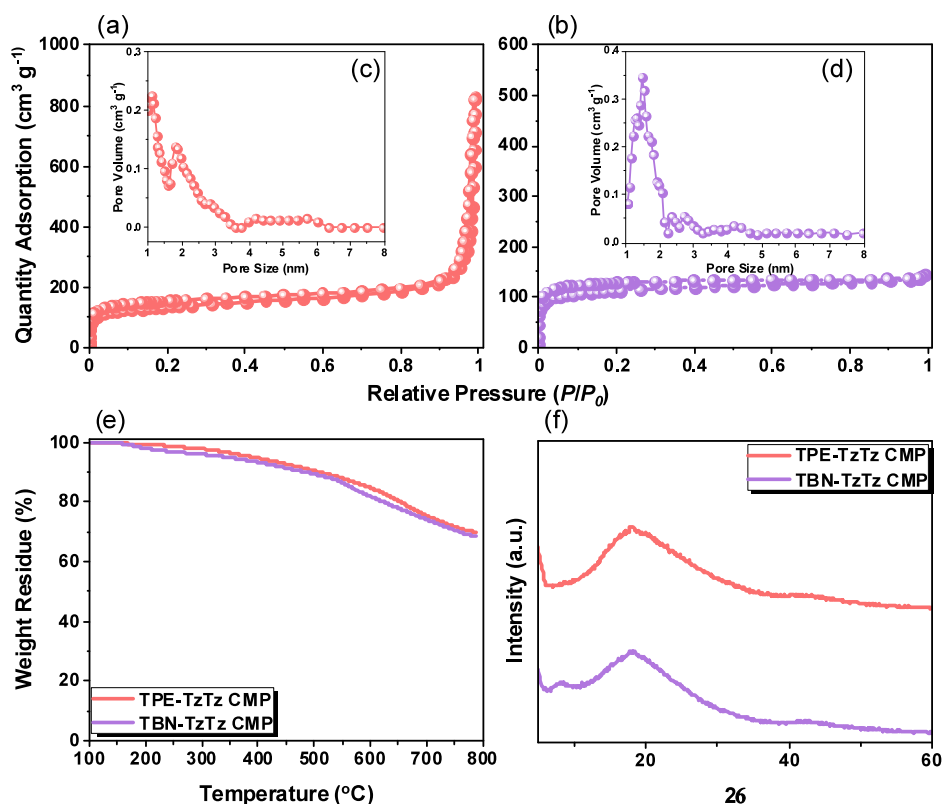 (a)
(b)
(c)
(d)
Quantity Adsorption (cm³ g⁻¹)
1000
800
600
400
200
0
0
0.2
0.4
0.6
0.8
1
Pore Volume (cm³ g⁻¹)
0.3
0.2
0.1
0.0
1 2 3 4 5 6 7 8
Pore Size (nm)
600
500
400
300
200
100
0
0
0.2
0.4
0.6
0.8
1
Pore Volume (cm³ g⁻¹)
0.4
0.3
0.2
0.1
0.0
1 2 3 4 5 6 7 8
Pore Size (nm)
Relative Pressure (P/P₀)
(e)
Weight Residue (%)
100
80
60
40
20
0
TPE-TzTz CMP
TBN-TzTz CMP
100 200 300 400 500 600 700 800
Temperature (ºC)
(f)
Intensity (a.u.)
TPE-TzTz CMP
TBN-TzTz CMP
20 40 60
26